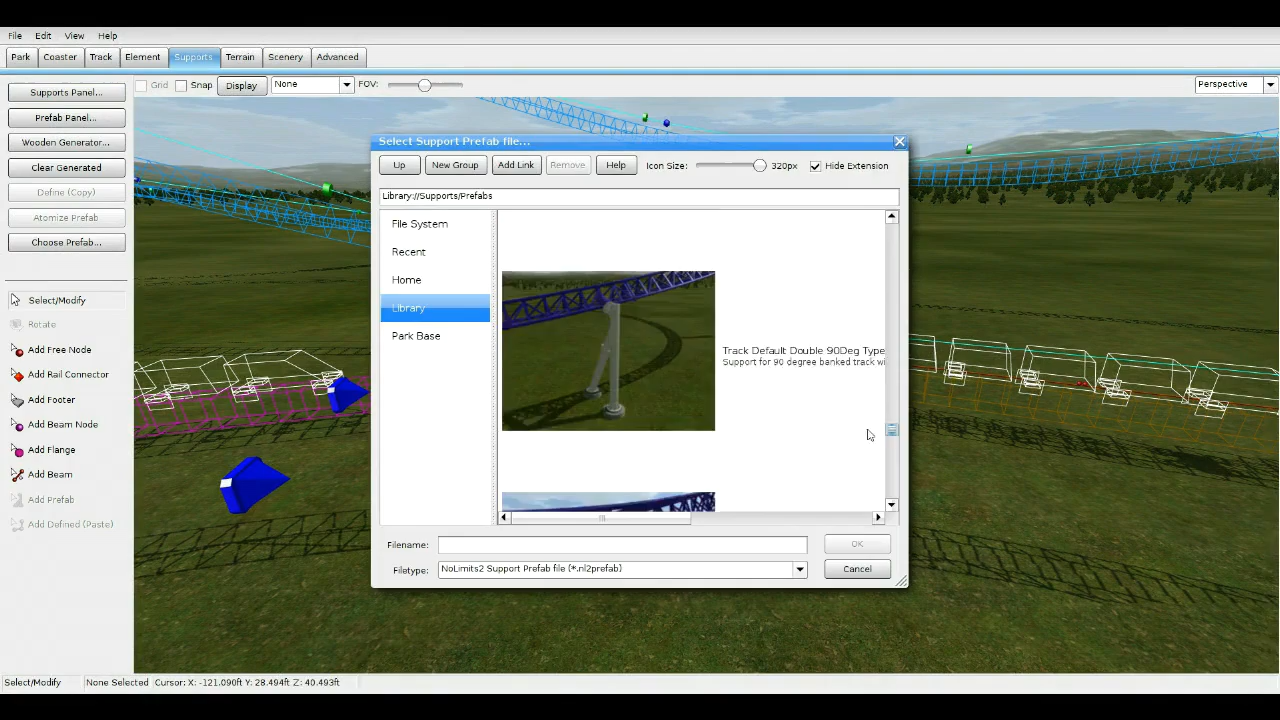 File Edit View Help
Park Coaster Track Element Supports Terrain Scenery Advanced
Grid Snap Display None FOV: Perspective
Supports Panel...
Prefab Panel...
Wooden Generator...
Clear Generated
Define (Copy)
Atomize Prefab
Choose Prefab...
Select/Modify
Rotate
Add Free Node
Add Rail Connector
Add Footer
Add Beam Node
Add Flange
Add Beam
Add Prefab
Add Defined (Paste)
Select Support Prefab file...
Up New Group Add Link Remove Help Icon Size: 320px Hide Extension
Library://Supports/Prefabs
File System
Recent
Home
Library
Park Base
Track Default Double 90Deg Type
Support for 90 degree banked track wi
Filename: OK
Filetype: NoLimits2 Support Prefab file (*.nl2prefab) Cancel
Select/Modify None Selected Cursor: X: -121.090ft Y: 28.494ft Z: 40.493ft